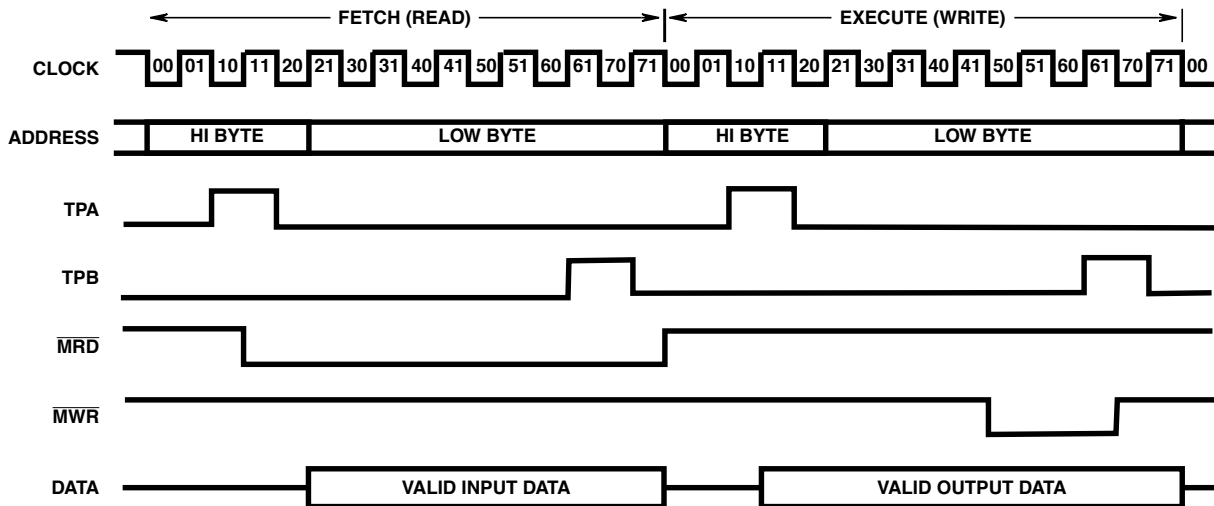 FETCH (READ) EXECUTE (WRITE)
CLOCK 00 01 10 11 20 21 30 31 40 41 50 51 60 61 70 71 00 01 10 11 20 21 30 31 40 41 50 51 60 61 70 71 00
ADDRESS HI BYTE LOW BYTE HI BYTE LOW BYTE
TPA
TPB
MRD
MWR
DATA VALID INPUT DATA VALID OUTPUT DATA